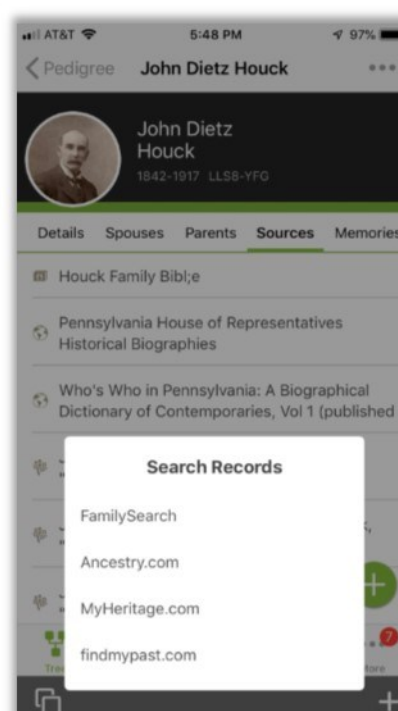 AT&T 5:48 PM 97%
Pedigree John Dietz Houck
John Dietz
Houck
1842-1917 LLS8-YFG
Details Spouses Parents Sources Memories
Houck Family Bibl;e
Pennsylvania House of Representatives
Historical Biographies
Who's Who in Pennsylvania: A Biographical
Dictionary of Contemporaries, Vol 1 (published
Search Records
FamilySearch
Ancestry.com
MyHeritage.com
findmypast.com
7